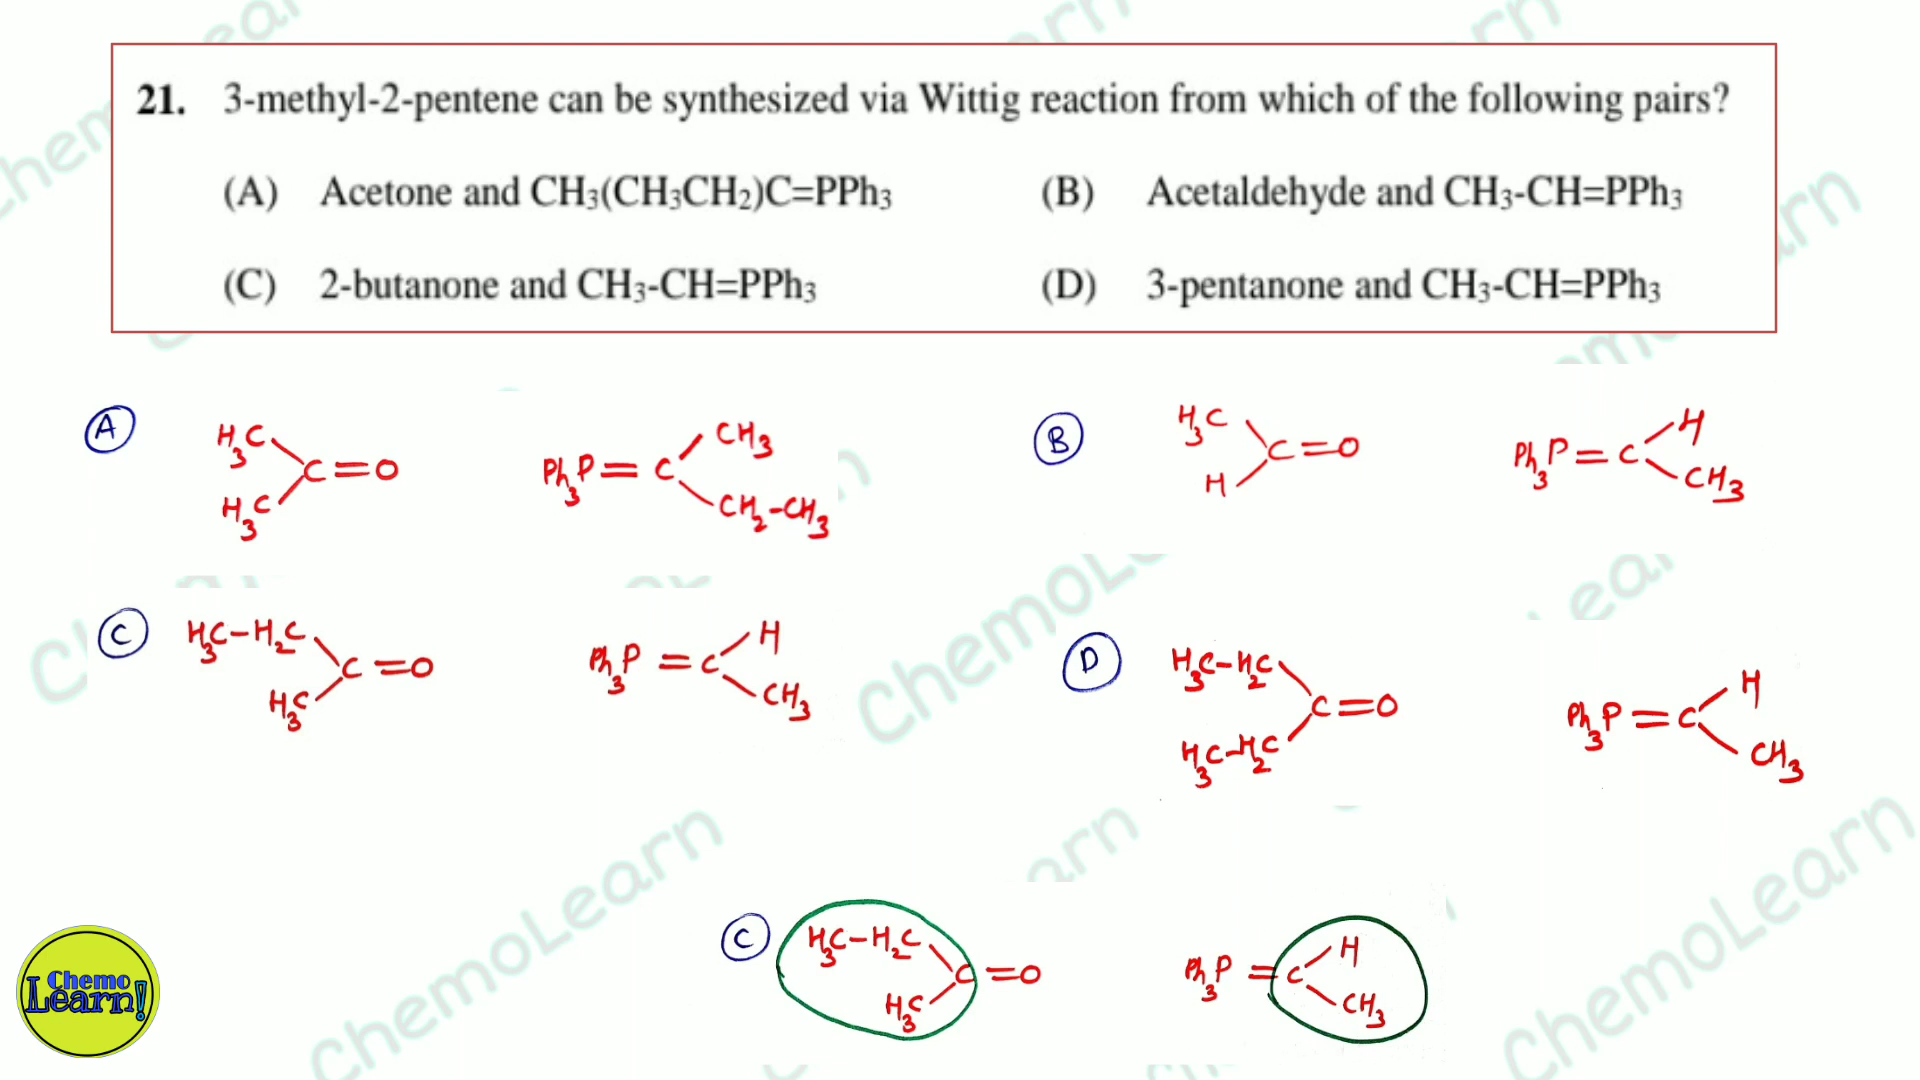 21. 3-methyl-2-pentene can be synthesized via Wittig reaction from which of the following pairs?
(A) Acetone and CH₃(CH₃CH₂)C=PPh₃ (B) Acetaldehyde and CH₃-CH=PPh₃
(C) 2-butanone and CH₃-CH=PPh₃ (D) 3-pentanone and CH₃-CH=PPh₃
A
H₃C
H₃C
C=O
Ph₃P=C
CH₃
CH₂-CH₃
B
H₃C
H
C=O
Ph₃P=C
H
CH₃
C
H₃C-H₂C
H₃C
C=O
Ph₃P=C
H
CH₃
D
H₃C-H₂C
H₃C-H₂C
C=O
Ph₃P=C
H
CH₃
C
H₃C-H₂C
H₃C
C=O
Ph₃P=C
H
CH₃
Chemo
Learn!
ChemoLearn
ChemoLearn